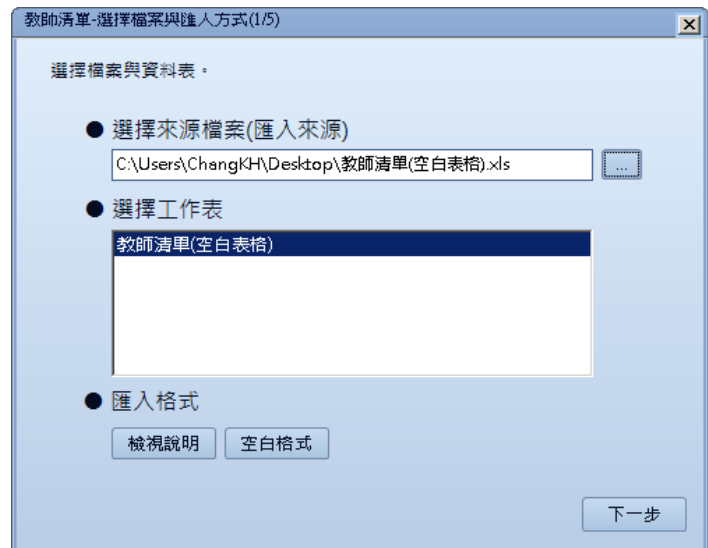 教師清單-選擇檔案與匯入方式(1/5)
選擇檔案與資料表。
選擇來源檔案(匯入來源)
C:\Users\ChangKH\Desktop\教師清單(空白表格).xls
...
選擇工作表
教師清單(空白表格)
匯入格式
檢視說明
空白格式
下一步